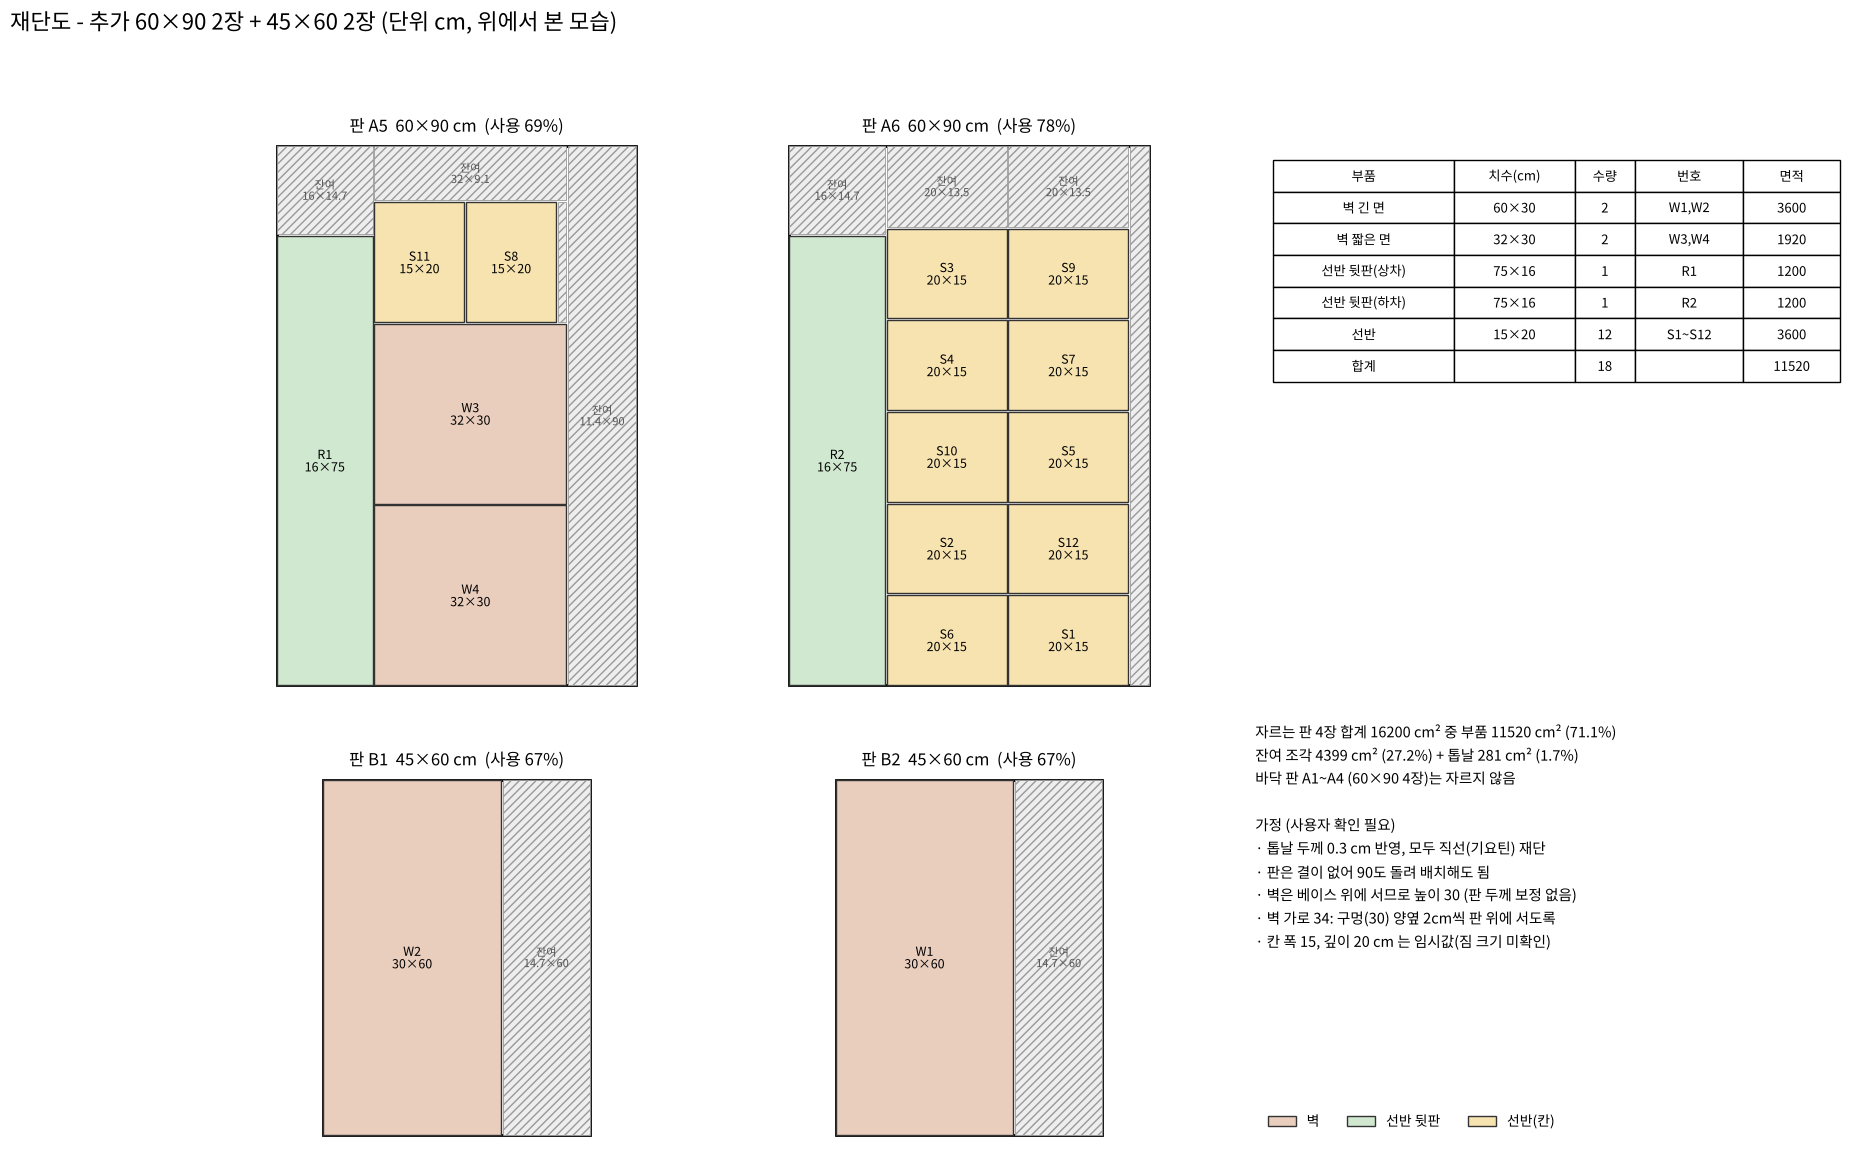 재단도 - 추가 60×90 2장 + 45×60 2장 (단위 cm, 위에서 본 모습)
판 A5 60×90 cm (사용 69%)
잔여
16×14.7
잔여
32×9.1
S11
15×20
S8
15×20
W3
32×30
잔여
11.4×90
R1
16×75
W4
32×30
판 A6 60×90 cm (사용 78%)
잔여
16×14.7
잔여
20×13.5
잔여
20×13.5
S3
20×15
S9
20×15
S4
20×15
S7
20×15
R2
16×75
S10
20×15
S5
20×15
S2
20×15
S12
20×15
S6
20×15
S1
20×15
부품 치수(cm) 수량 번호 면적
벽 긴 면 60×30 2 W1,W2 3600
벽 짧은 면 32×30 2 W3,W4 1920
선반 뒷판(상차) 75×16 1 R1 1200
선반 뒷판(하차) 75×16 1 R2 1200
선반 15×20 12 S1~S12 3600
합계 18 11520
판 B1 45×60 cm (사용 67%)
W2
30×60
잔여
14.7×60
판 B2 45×60 cm (사용 67%)
W1
30×60
잔여
14.7×60
자르는 판 4장 합계 16200 cm² 중 부품 11520 cm² (71.1%)
잔여 조각 4399 cm² (27.2%) + 톱날 281 cm² (1.7%)
바닥 판 A1~A4 (60×90 4장)는 자르지 않음
가정 (사용자 확인 필요)
· 톱날 두께 0.3 cm 반영, 모두 직선(기요틴) 재단
· 판은 결이 없어 90도 돌려 배치해도 됨
· 벽은 베이스 위에 서므로 높이 30 (판 두께 보정 없음)
· 벽 가로 34: 구멍(30) 양옆 2cm씩 판 위에 서도록
· 칸 폭 15, 깊이 20 cm 는 임시값(짐 크기 미확인)
벽 선반 뒷판 선반(칸)